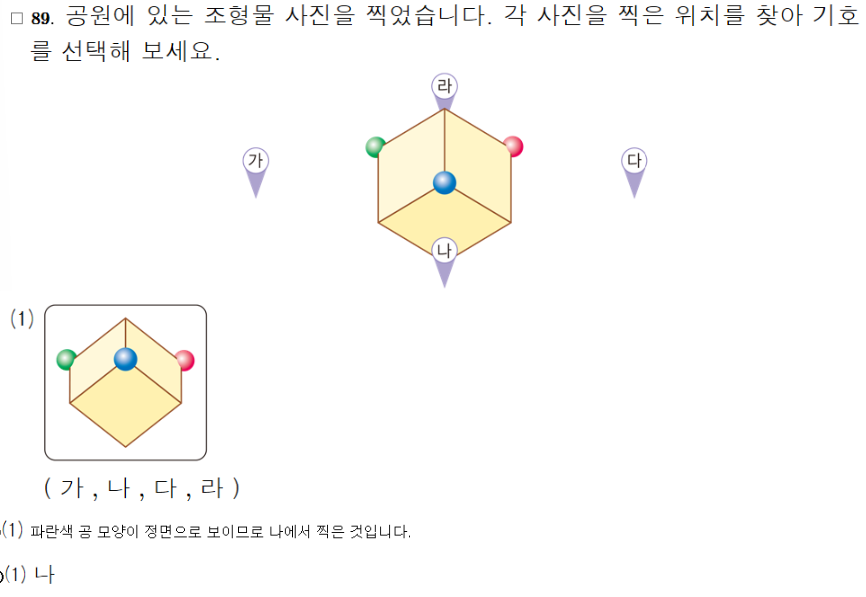 □ 89. 공원에 있는 조형물 사진을 찍었습니다. 각 사진을 찍은 위치를 찾아 기호
를 선택해 보세요.
라
가
다
나
(1)
( 가 , 나 , 다 , 라 )
(1) 파란색 공 모양이 정면으로 보이므로 나에서 찍은 것입니다.
(1) 나